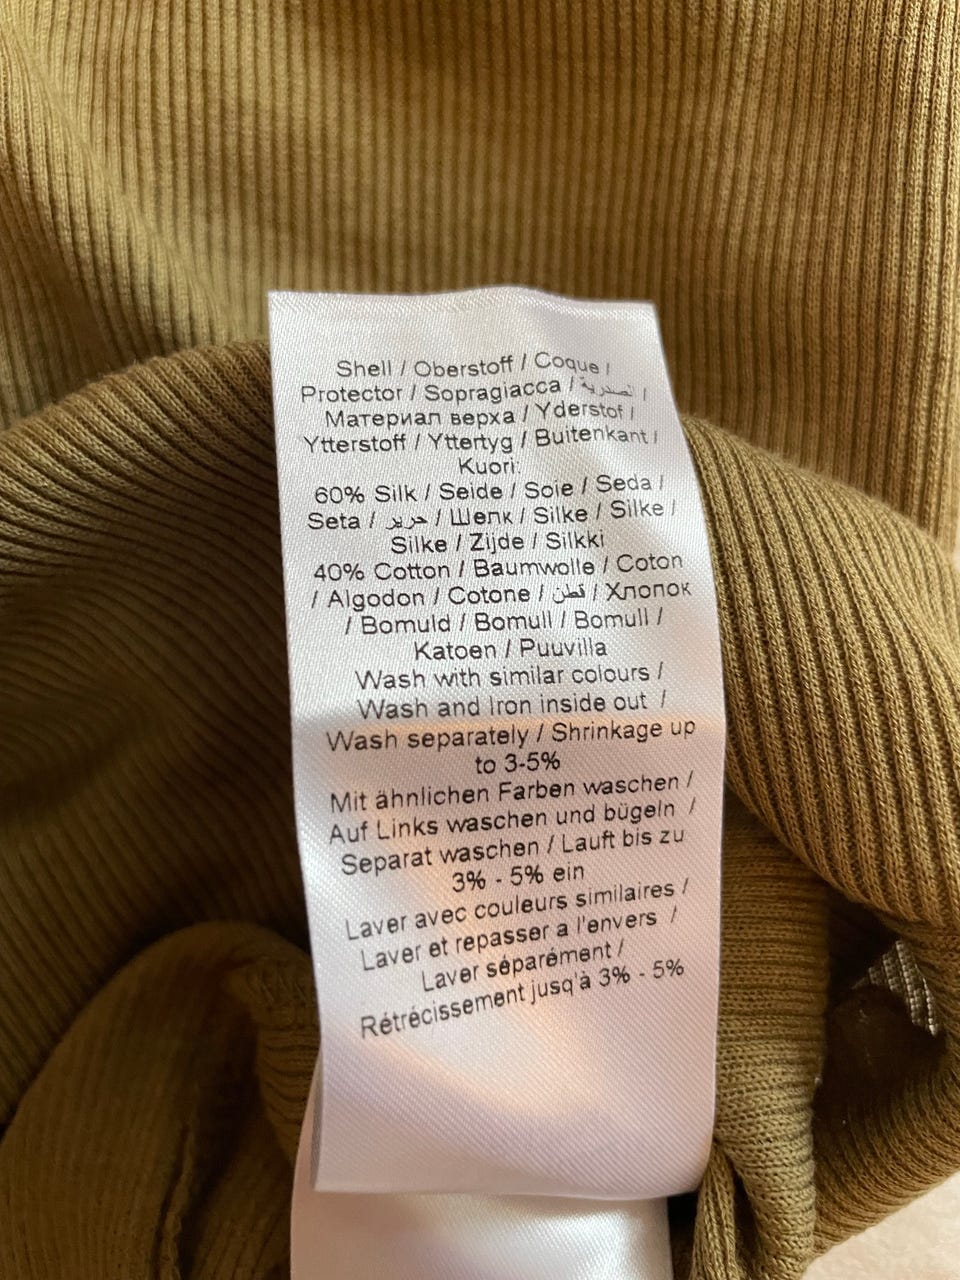 Shell / Oberstoff / Coque /
Protector / Sopragiacca / الصدرية /
Материал верха / Yderstof /
Ytterstoff / Yttertyg / Buitenkant /
Kuori:
60% Silk / Seide / Soie / Seda /
Seta / حرير / Шелк / Silke / Silke /
Silke / Zijde / Silkki
40% Cotton / Baumwolle / Coton
/ Algodon / Cotone / قطن / Хлопок
/ Bomuld / Bomull / Bomull /
Katoen / Puuvilla
Wash with similar colours /
Wash and Iron inside out /
Wash separately / Shrinkage up
to 3-5%
Mit ähnlichen Farben waschen /
Auf Links waschen und bügeln /
Separat waschen / Lauft bis zu
3% - 5% ein
Laver avec couleurs similaires /
Laver et repasser a l'envers /
Laver séparément /
Rétrécissement jusq'à 3% - 5%